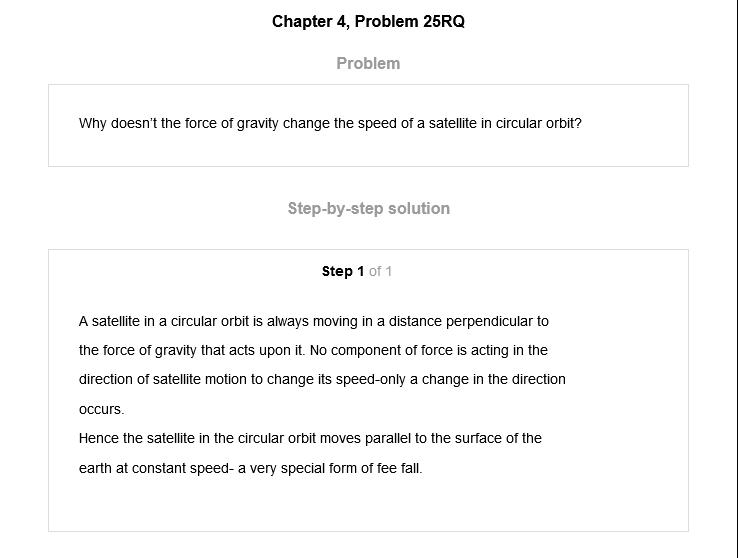 Chapter 4, Problem 25RQ
Problem
Why doesn't the force of gravity change the speed of a satellite in circular orbit?
Step-by-step solution
Step 1 of 1
A satellite in a circular orbit is always moving in a distance perpendicular to
the force of gravity that acts upon it. No component of force is acting in the
direction of satellite motion to change its speed-only a change in the direction
occurs.
Hence the satellite in the circular orbit moves parallel to the surface of the
earth at constant speed- a very special form of fee fall.